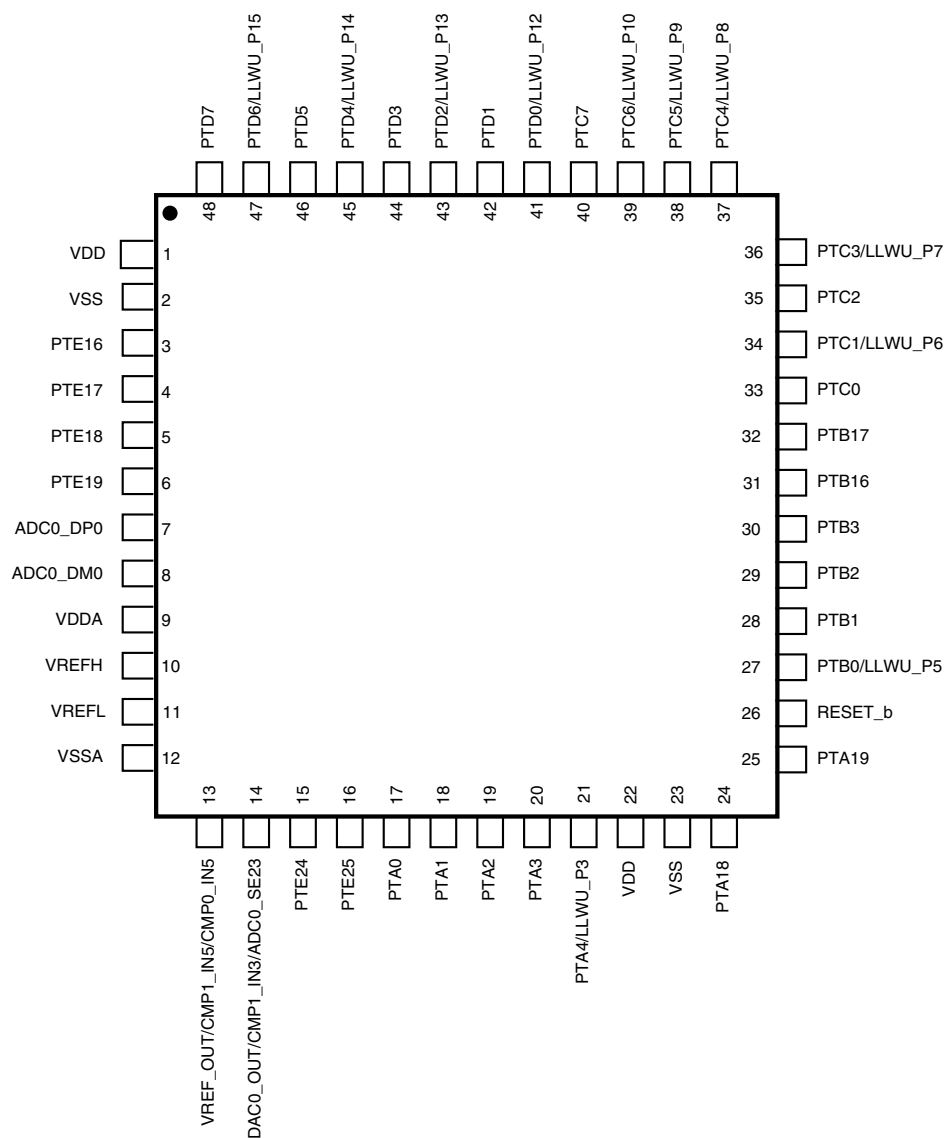 PTD7
PTD6/LLWU_P15
PTD5
PTD4/LLWU_P14
PTD3
PTD2/LLWU_P13
PTD1
PTD0/LLWU_P12
PTC7
PTC6/LLWU_P10
PTC5/LLWU_P9
PTC4/LLWU_P8
48
47
46
45
44
43
42
41
40
39
38
37
VDD 1
VSS 2
PTE16 3
PTE17 4
PTE18 5
PTE19 6
ADC0_DP0 7
ADC0_DM0 8
VDDA 9
VREFH 10
VREFL 11
VSSA 12
36 PTC3/LLWU_P7
35 PTC2
34 PTC1/LLWU_P6
33 PTC0
32 PTB17
31 PTB16
30 PTB3
29 PTB2
28 PTB1
27 PTB0/LLWU_P5
26 RESET_b
25 PTA19
13
14
15
16
17
18
19
20
21
22
23
24
VREF_OUT/CMP1_IN5/CMP0_IN5
DAC0_OUT/CMP1_IN3/ADC0_SE23
PTE24
PTE25
PTA0
PTA1
PTA2
PTA3
PTA4/LLWU_P3
VDD
VSS
PTA18